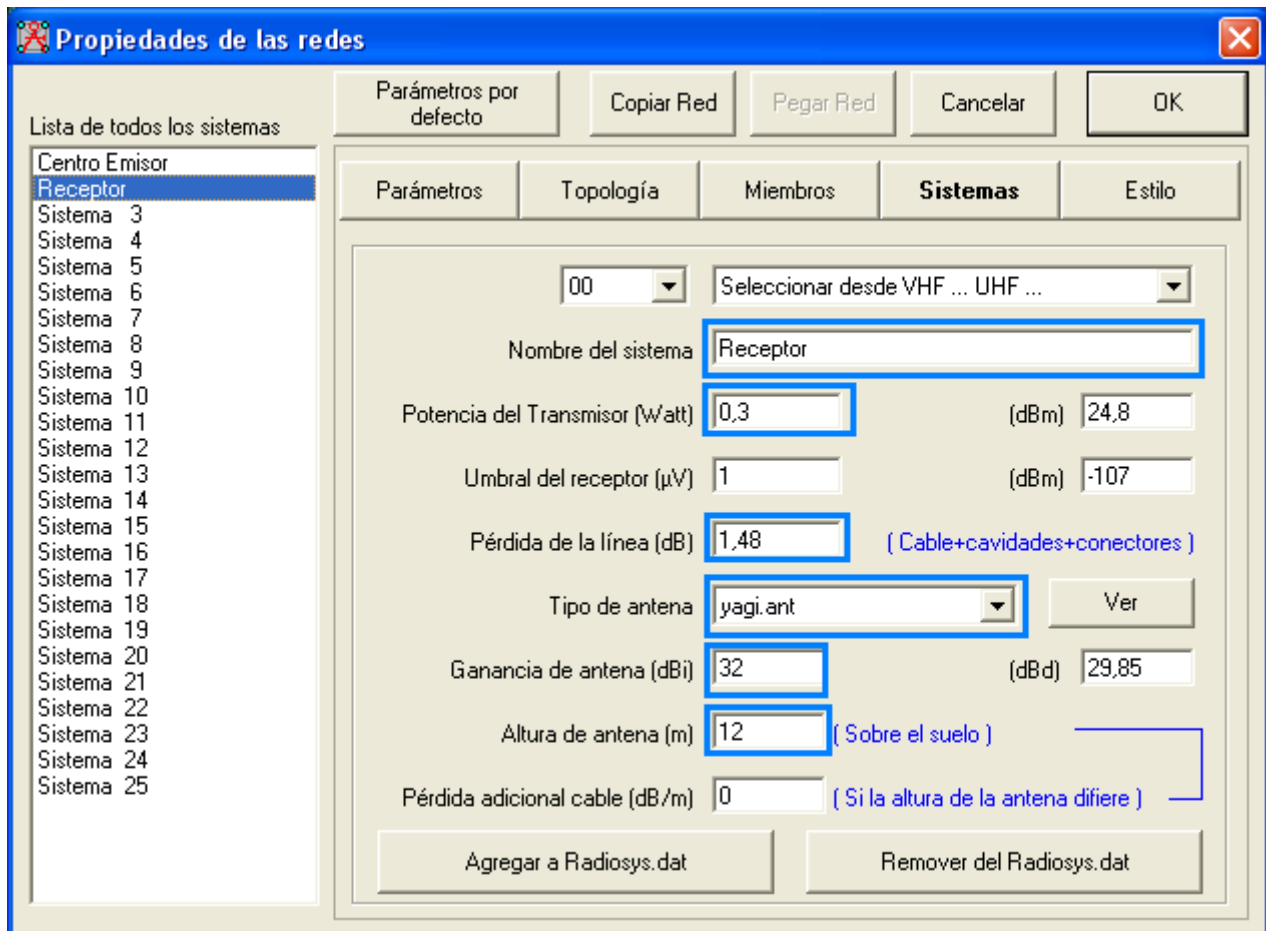 Propiedades de las redes
Parámetros por defecto
Copiar Red
Pegar Red
Cancelar
OK
Lista de todos los sistemas
Centro Emisor
Receptor
Sistema 3
Sistema 4
Sistema 5
Sistema 6
Sistema 7
Sistema 8
Sistema 9
Sistema 10
Sistema 11
Sistema 12
Sistema 13
Sistema 14
Sistema 15
Sistema 16
Sistema 17
Sistema 18
Sistema 19
Sistema 20
Sistema 21
Sistema 22
Sistema 23
Sistema 24
Sistema 25
Parámetros
Topología
Miembros
Sistemas
Estilo
00 Seleccionar desde VHF ... UHF ...
Nombre del sistema Receptor
Potencia del Transmisor (Watt) 0,3 (dBm) 24,8
Umbral del receptor (µV) 1 (dBm) -107
Pérdida de la línea (dB) 1,48 ( Cable+cavidades+conectores )
Tipo de antena yagi.ant Ver
Ganancia de antena (dBi) 32 (dBd) 29,85
Altura de antena (m) 12 ( Sobre el suelo )
Pérdida adicional cable (dB/m) 0 ( Si la altura de la antena difiere )
Agregar a Radiosys.dat
Remover del Radiosys.dat